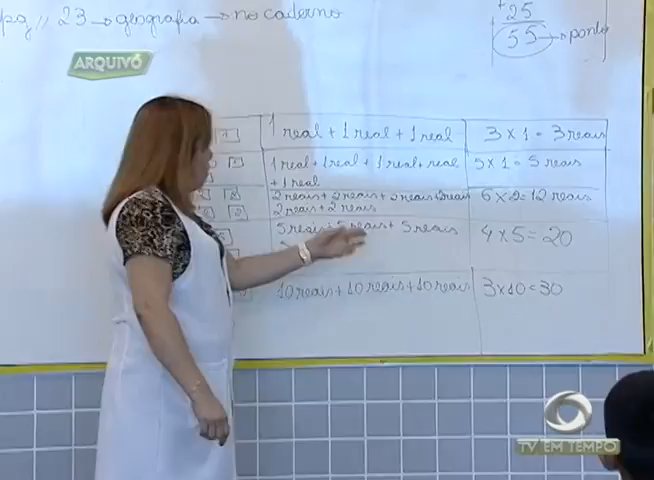 pg // 23 → geografia → no caderno
+ 25
55 → ponto
ARQUIVO
1 real + 1 real + 1 real
3 x 1 = 3 reais
1 real + 1 real + 1 real + real
+ 1 real
5 x 1 = 5 reais
2 reais + 2 reais + 2 reais + 2 reais
2 reais + 2 reais
6 x 2 = 12 reais
5 reais + 5 reais + 5 reais
4 x 5 = 20
10 reais + 10 reais + 10 reais
3 x 10 = 30
TV EM TEMPO